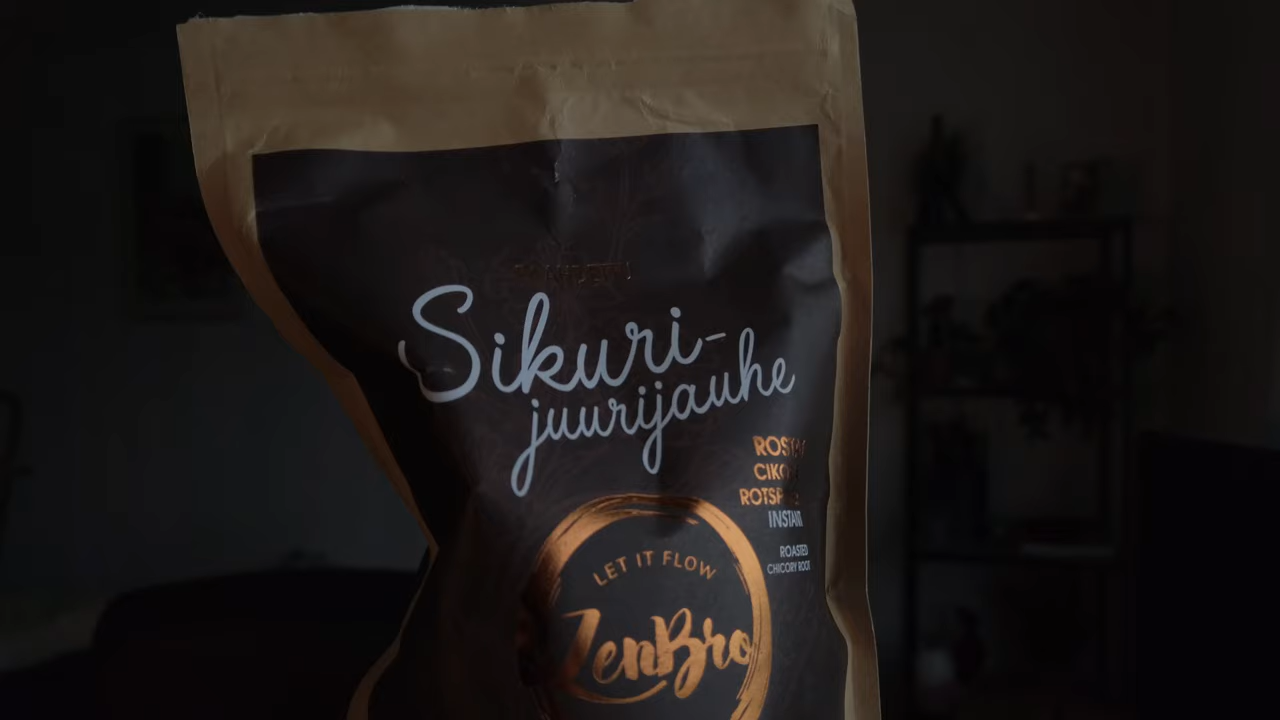 Sikuri-
juurijauhe
INSTANT
ROASTED
CHICORY ROOT
LET IT FLOW
ZenBro